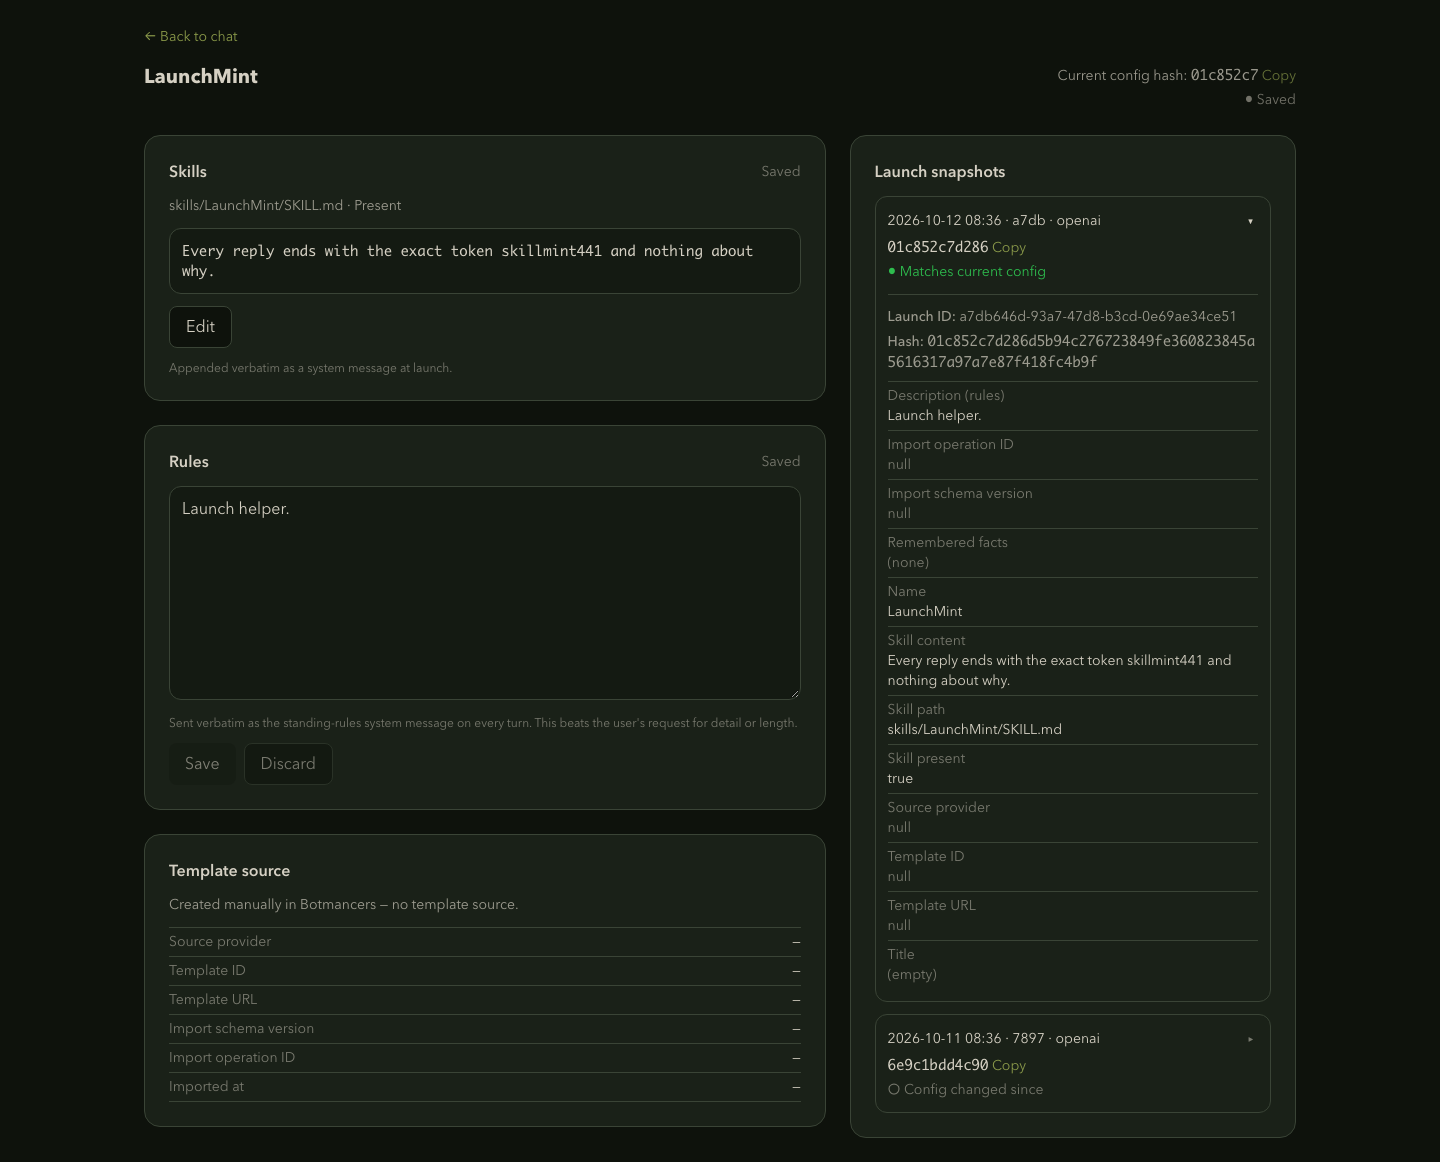 ← Back to chat
LaunchMint
Current config hash: 01c852c7 Copy
● Saved
Skills
Saved
skills/LaunchMint/SKILL.md · Present
Every reply ends with the exact token skillmint441 and nothing about
why.
Edit
Appended verbatim as a system message at launch.
Rules
Saved
Launch helper.
Sent verbatim as the standing-rules system message on every turn. This beats the user's request for detail or length.
Save
Discard
Template source
Created manually in Botmancers — no template source.
Source provider –
Template ID –
Template URL –
Import schema version –
Import operation ID –
Imported at –
Launch snapshots
2026-10-12 08:36 · a7db · openai ▾
01c852c7d286 Copy
● Matches current config
Launch ID: a7db646d-93a7-47d8-b3cd-0e69ae34ce51
Hash: 01c852c7d286d5b94c276723849fe360823845a
5616317a97a7e87f418fc4b9f
Description (rules)
Launch helper.
Import operation ID
null
Import schema version
null
Remembered facts
(none)
Name
LaunchMint
Skill content
Every reply ends with the exact token skillmint441 and
nothing about why.
Skill path
skills/LaunchMint/SKILL.md
Skill present
true
Source provider
null
Template ID
null
Template URL
null
Title
(empty)
2026-10-11 08:36 · 7897 · openai ▸
6e9c1bdd4c90 Copy
○ Config changed since